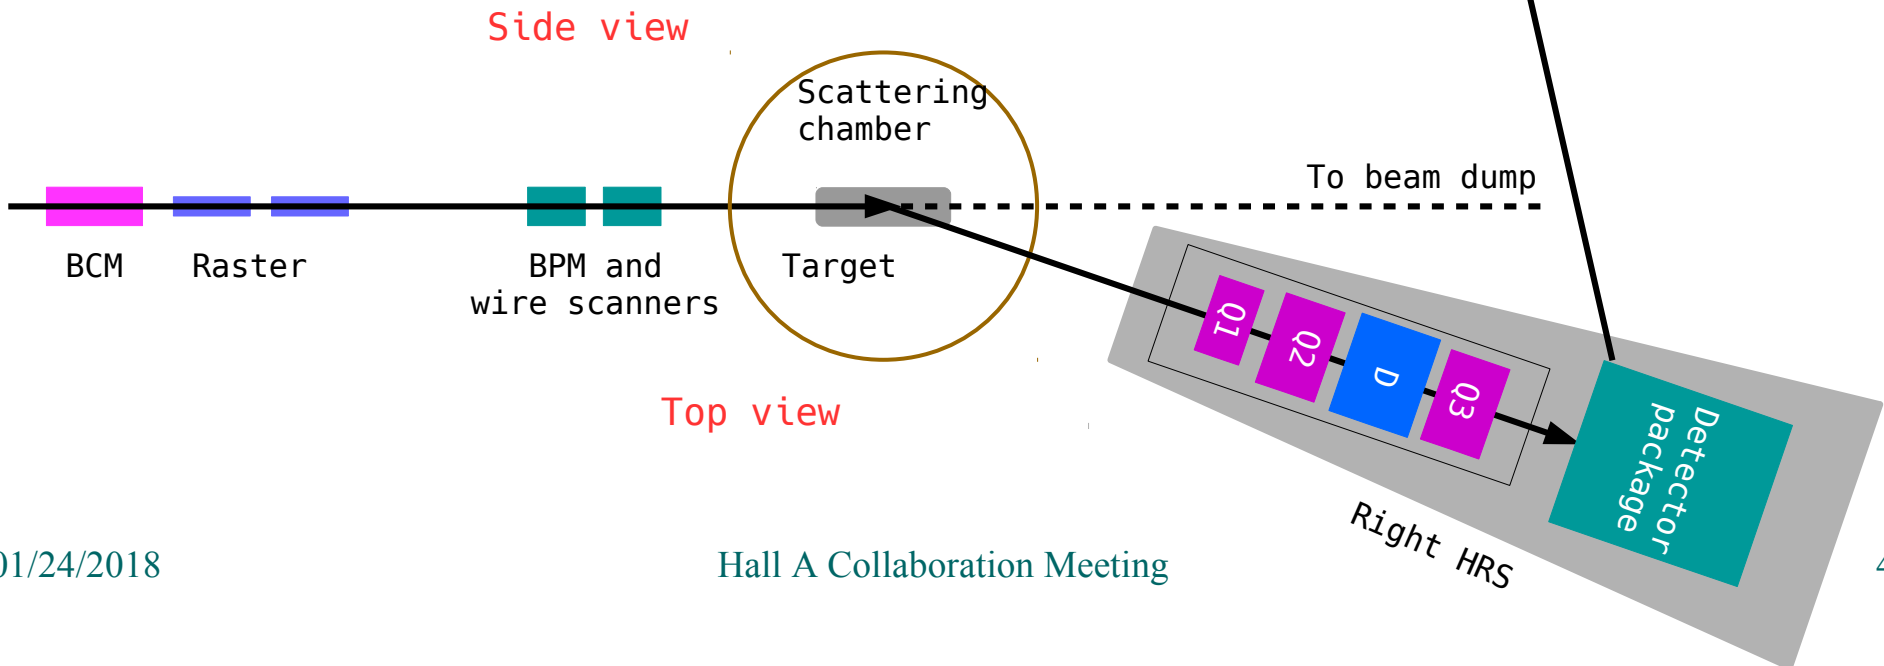 Side view
Scattering
chamber
To beam dump
BCM
Raster
BPM and
wire scanners
Target
Q1
Q2
D
Q3
Detector
package
Top view
Right HRS
01/24/2018
Hall A Collaboration Meeting